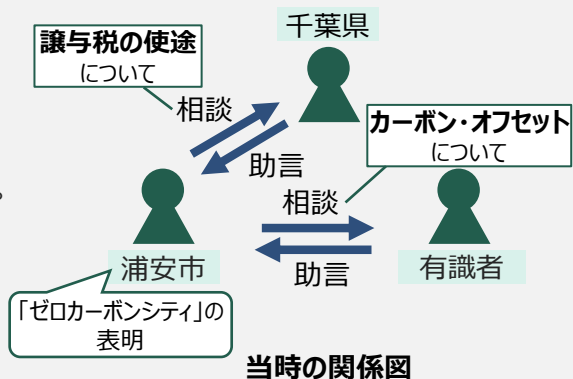 千葉県
譲与税の使途
について
相談
カーボン・オフセット
について
助言
相談
。
浦安市
助言
有識者
「ゼロカーボンシティ」の
表明
当時の関係図